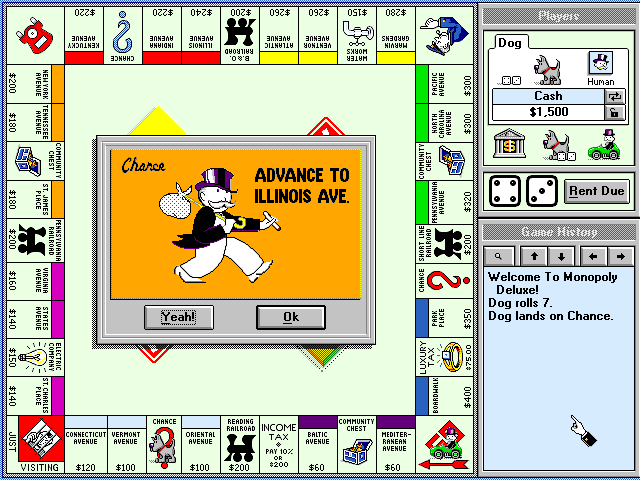 $220
$220
$240
$200
$260
$260
$150
$280
KENTUCKY
AVENUE
CHANCE
INDIANA
AVENUE
ILLINOIS
AVENUE
B.&O.
RAILROAD
ATLANTIC
AVENUE
VENTNOR
AVENUE
WATER
WORKS
MARVIN
GARDENS
$200
NEW YORK
AVENUE
$180
TENNESSEE
AVENUE
COMMUNITY
CHEST
$180
ST. JAMES
PLACE
$200
PENNSYLVANIA
RAILROAD
$160
VIRGINIA
AVENUE
$140
STATES
AVENUE
$150
ELECTRIC
COMPANY
$140
ST. CHARLES
PLACE
PACIFIC
AVENUE
$300
NORTH
CAROLINA
AVENUE
$300
COMMUNITY
CHEST
PENNSYLVANIA
AVENUE
$320
SHORT LINE
RAILROAD
$200
CHANCE
PARK
PLACE
$350
LUXURY
TAX
$75.00
BOARDWALK
$400
Chance
ADVANCE TO
ILLINOIS AVE.
Yeah!
Ok
JUST
VISITING
CONNECTICUT
AVENUE
$120
VERMONT
AVENUE
$100
CHANCE
ORIENTAL
AVENUE
$100
READING
RAILROAD
$200
INCOME
TAX
PAY 10%
OR
$200
BALTIC
AVENUE
$60
COMMUNITY
CHEST
MEDITER-
RANEAN
AVENUE
$60
Players
Dog
Human
Cash
$1,500
Rent Due
Game History
Welcome To Monopoly
Deluxe!
Dog rolls 7.
Dog lands on Chance.